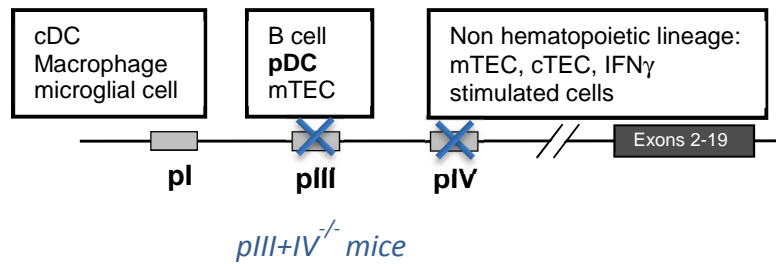 cDC
Macrophage
microglial cell
B cell
pDC
mTEC
Non hematopoietic lineage:
mTEC, cTEC, IFNγ
stimulated cells
Exons 2-19
pI
pIII
pIV
pIII+IV-/- mice